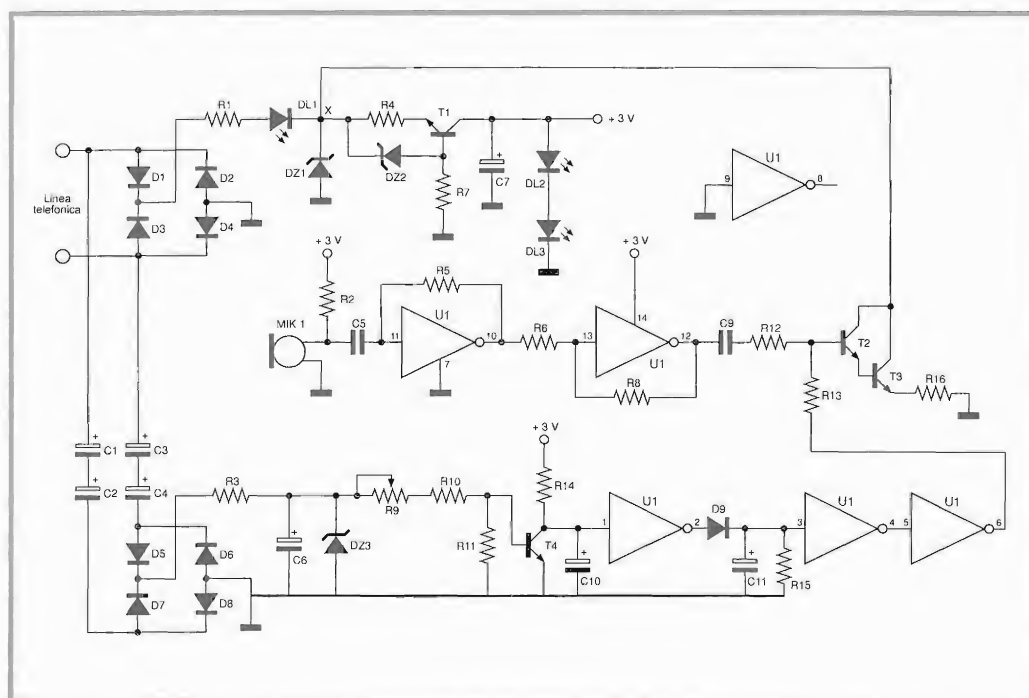 R1
DL1
X
R4
T1
+ 3 V
DZ1
DZ2
R7
C7
DL2
DL3
U1
9
8
Linea
telefonica
D1
D2
D3
D4
+ 3 V
R2
MIK 1
C5
R5
11
U1
10
7
R6
+ 3 V
13
14
12
U1
R8
C9
R12
T2
T3
R16
R13
+
C1
+
C2
+
C3
+
C4
R3
+
C6
DZ3
R9
R10
R11
+ 3 V
R14
T4
+
C10
1
U1
2
D9
+
C11
R15
3
U1
4
5
U1
6
D5
D6
D7
D8